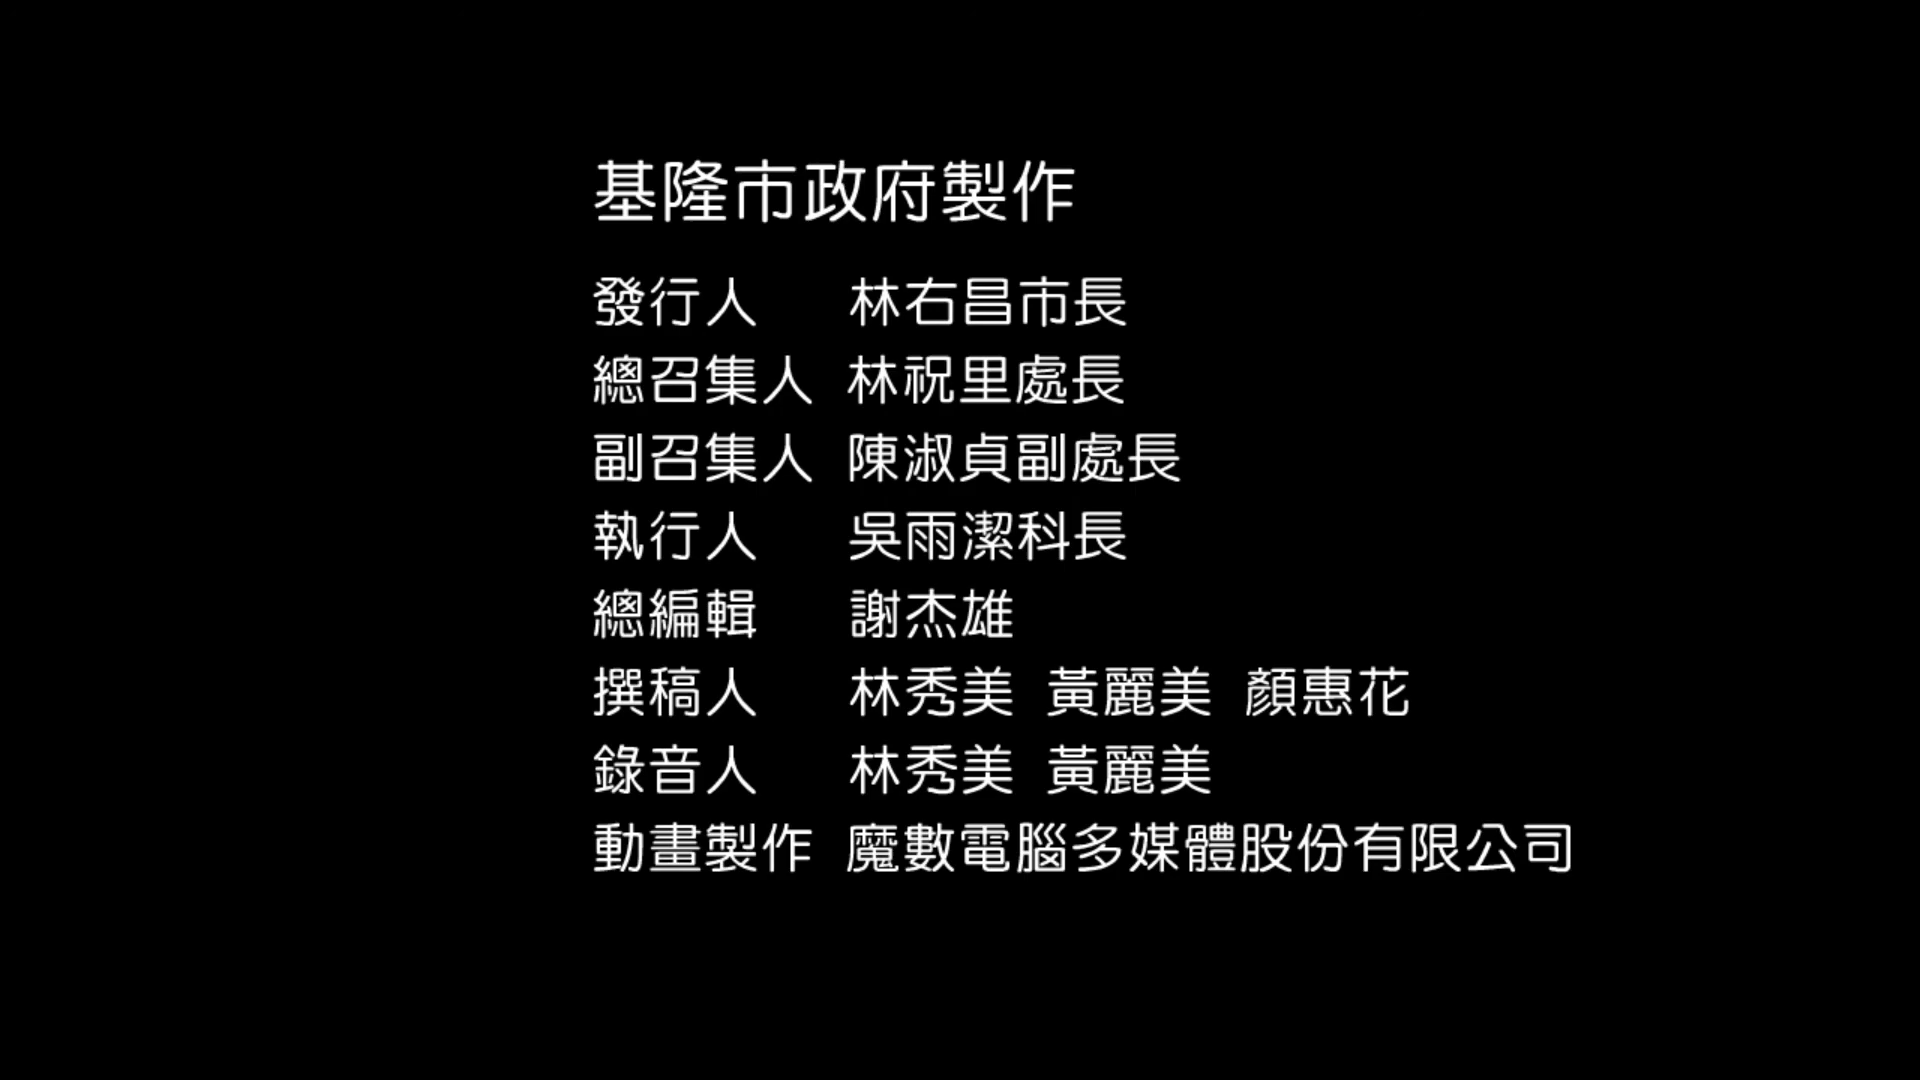 基隆市政府製作
發行人 林右昌市長
總召集人 林祝里處長
副召集人 陳淑貞副處長
執行人 吳雨潔科長
總編輯 謝杰雄
撰稿人 林秀美 黃麗美 顏惠花
錄音人 林秀美 黃麗美
動畫製作 魔數電腦多媒體股份有限公司